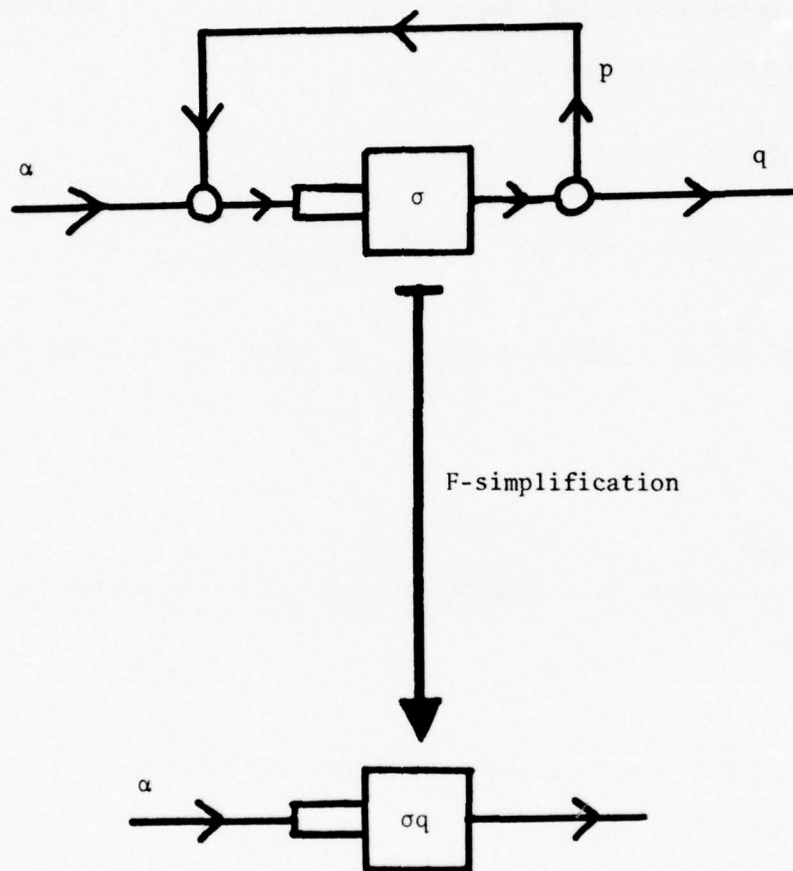 p
α
q
σ
F-simplification
α
σq